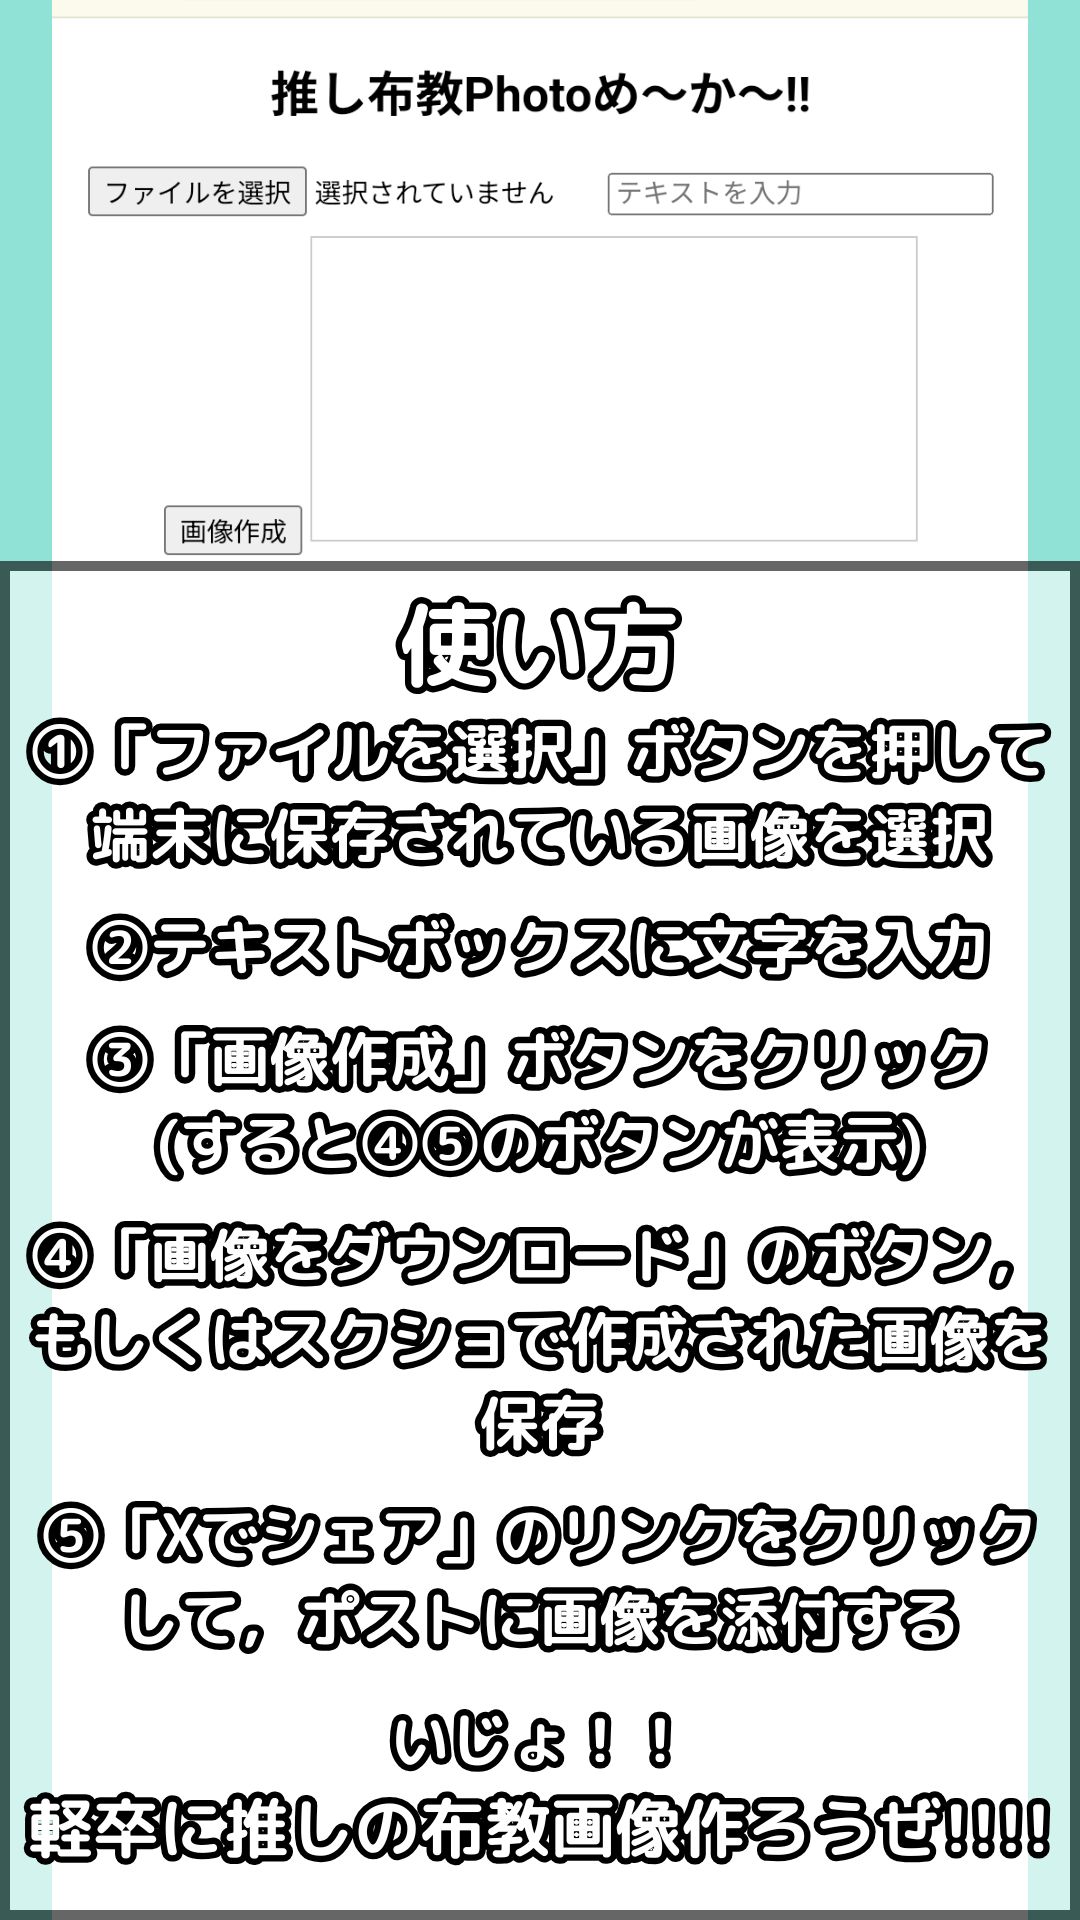 推し布教Photoめ〜か〜!!
ファイルを選択 選択されていません テキストを入力
画像作成
使い方
①「ファイルを選択」ボタンを押して
端末に保存されている画像を選択
②テキストボックスに文字を入力
③「画像作成」ボタンをクリック
(すると④⑤のボタンが表示)
④「画像をダウンロード」のボタン,
もしくはスクショで作成された画像を
保存
⑤「Xでシェア」のリンクをクリック
して, ポストに画像を添付する
いじょ！！
軽卒に推しの布教画像作ろうぜ!!!!